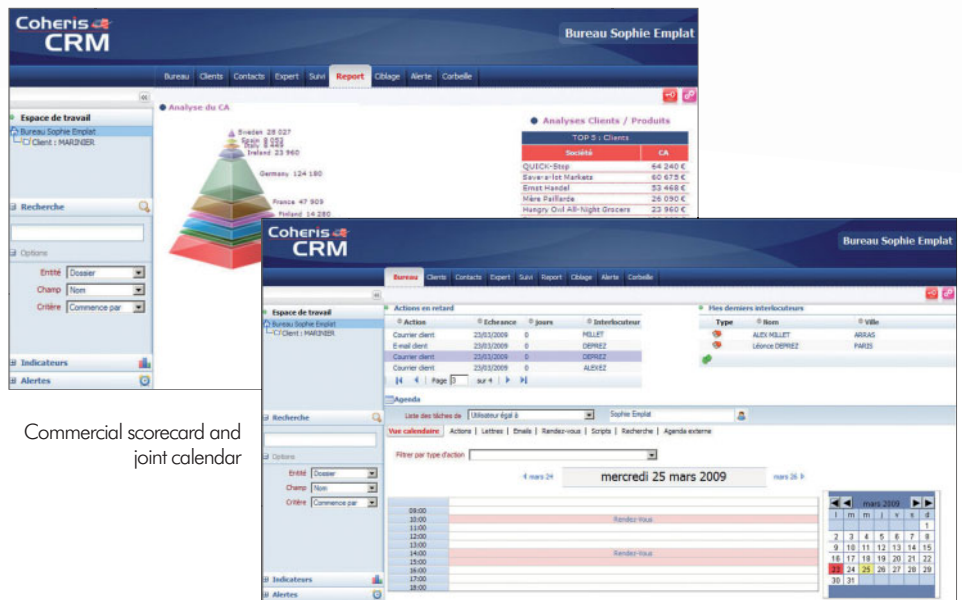 Coheris
CRM
Bureau Sophie Emplat
Bureau Clients Contacts Expert Suivi Report Ciblage Alerte Corbeille
Espace de travail
Bureau Sophie Emplat
Client : MARINIER
Recherche
Options
Entité Dossier
Champ Nom
Critère Commence par
Indicateurs
Alertes
Analyse du CA
Sweden 28 027
Ireland 23 960
Germany 124 180
France 47 909
Finland 14 280
Analyses Clients / Produits
TOP 5 : Clients
Société CA
QUICK-Stop 64 240 €
Save-a-lot Markets 60 675 €
Ernst Handel 53 468 €
Mère Paillarde 26 090 €
Hungry Owl All-Night Grocers 23 960 €
Commercial scorecard and
joint calendar
Coheris
CRM
Bureau Sophie Emplat
Bureau Clients Contacts Expert Suivi Report Ciblage Alerte Corbeille
Espace de travail
Bureau Sophie Emplat
Client : MARINIER
Recherche
Options
Entité Dossier
Champ Nom
Critère Commence par
Indicateurs
Alertes
Actions en retard
Action Echeance jours Interlocuteur
Courrier client 23/03/2009 0 MILLET
E-mail client 23/03/2009 0 DEPREZ
Courrier client 23/03/2009 0 DEPREZ
Courrier client 23/03/2009 0 ALEXEZ
Page 3 sur 4
Mes derniers interlocuteurs
Type Nom Ville
ALEX MILLET ARRAS
Léonce DEPREZ PARIS
Agenda
Liste des tâches de Utilisateur égal à Sophie Emplat
Vue calendaire Actions Lettres Emails Rendez-vous Scripts Recherche Agenda externe
Filtrer par type d'action
mars 24 mercredi 25 mars 2009 mars 26
09:00
10:00 Rendez-Vous
11:00
12:00
13:00
14:00 Rendez-Vous
15:00
16:00
17:00
18:00
mars 2009
l m m j v s d
1
2 3 4 5 6 7 8
9 10 11 12 13 14 15
16 17 18 19 20 21 22
23 24 25 26 27 28 29
30 31